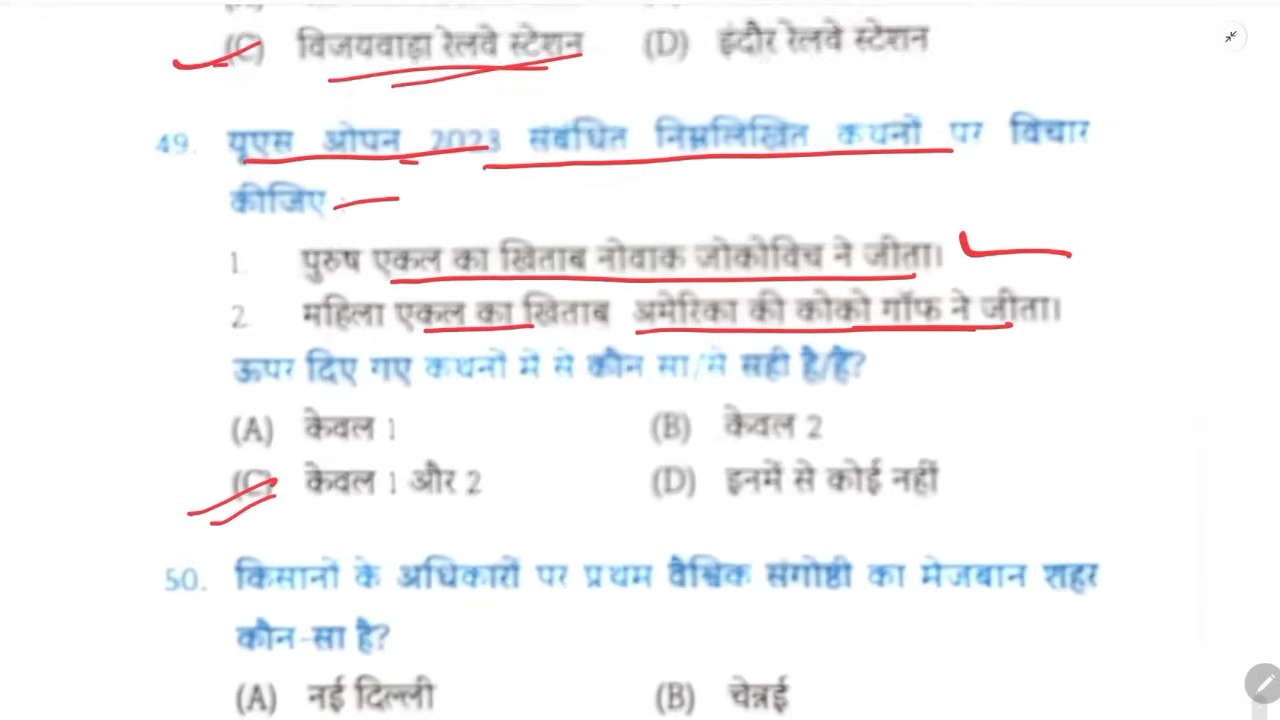 (C) विजयवाड़ा रेलवे स्टेशन (D) इंदौर रेलवे स्टेशन
49. यूएस ओपन 2023 संबंधित निम्नलिखित कथनों पर विचार
कीजिए :
1. पुरुष एकल का खिताब नोवाक जोकोविच ने जीता।
2. महिला एकल का खिताब अमेरिका की कोको गॉफ ने जीता।
ऊपर दिए गए कथनों में से कौन सा/से सही है/है?
(A) केवल 1 (B) केवल 2
(C) केवल 1 और 2 (D) इनमें से कोई नहीं
50. किसानों के अधिकारों पर प्रथम वैश्विक संगोष्ठी का मेजबान शहर
कौन-सा है?
(A) नई दिल्ली (B) चेन्नई